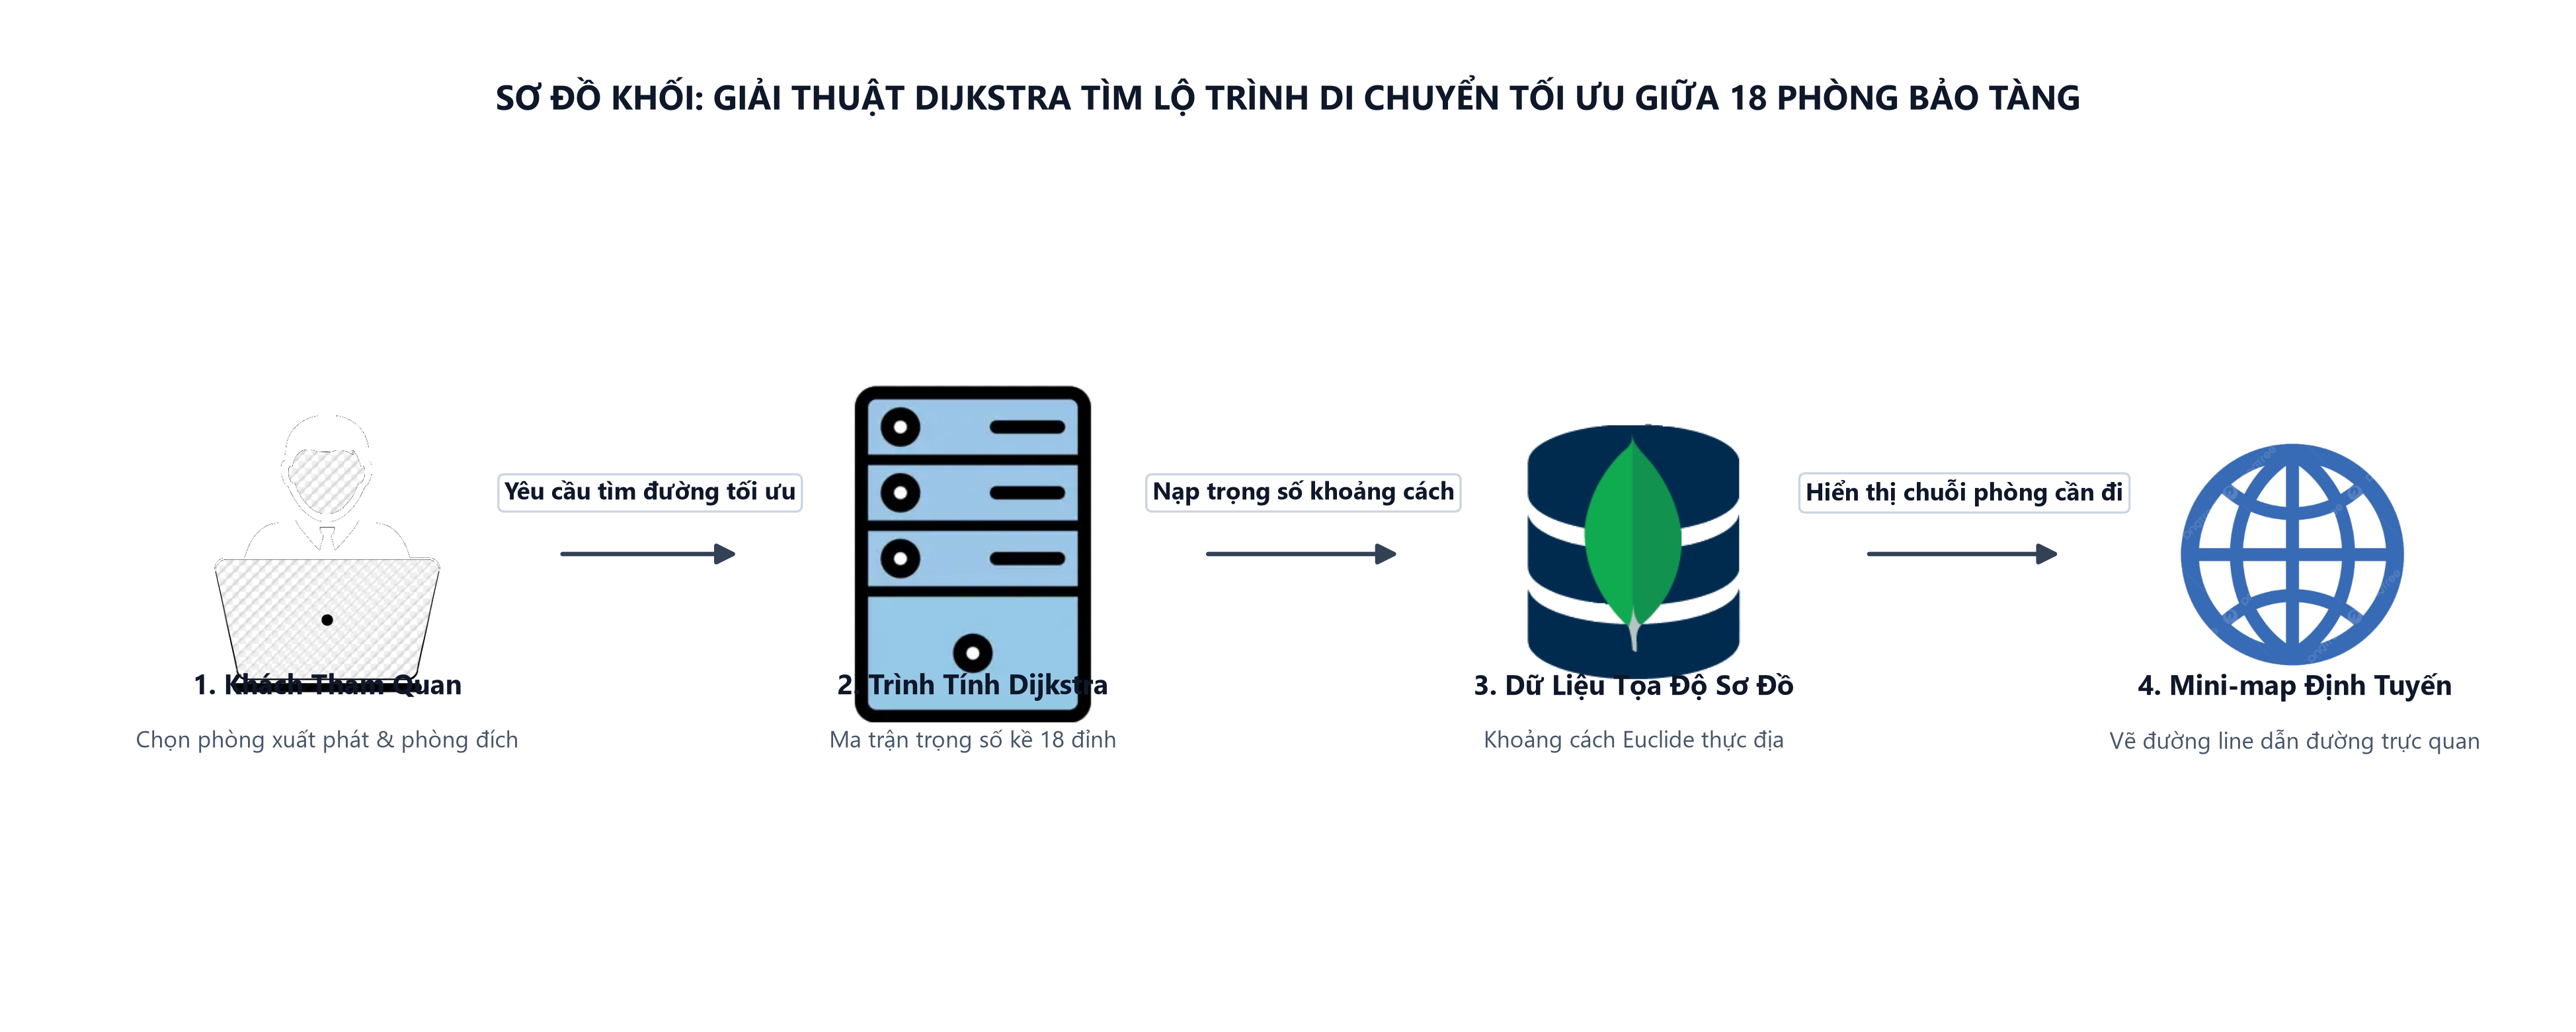 SƠ ĐỒ KHỐI: GIẢI THUẬT DIJKSTRA TÌM LỘ TRÌNH DI CHUYỂN TỐI ƯU GIỮA 18 PHÒNG BẢO TÀNG
Yêu cầu tìm đường tối ưu
Nạp trọng số khoảng cách
Hiển thị chuỗi phòng cần đi
1. Khách Tham Quan
2. Trình Tính Dijkstra
3. Dữ Liệu Tọa Độ Sơ Đồ
4. Mini-map Định Tuyến
Chọn phòng xuất phát & phòng đích
Ma trận trọng số kề 18 đỉnh
Khoảng cách Euclide thực địa
Vẽ đường line dẫn đường trực quan